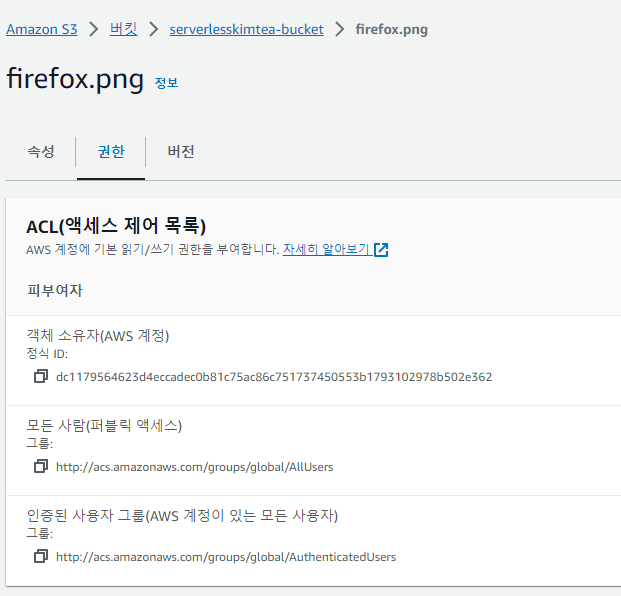 Amazon S3 > 버킷 > serverlesskimtea-bucket > firefox.png
firefox.png 정보
속성 권한 버전
ACL(액세스 제어 목록)
AWS 계정에 기본 읽기/쓰기 권한을 부여합니다. 자세히 알아보기
피부여자
객체 소유자(AWS 계정)
정식 ID:
dc1179564623d4eccadec0b81c75ac86c751737450553b1793102978b502e362
모든 사람(퍼블릭 액세스)
그룹:
http://acs.amazonaws.com/groups/global/AllUsers
인증된 사용자 그룹(AWS 계정이 있는 모든 사용자)
그룹:
http://acs.amazonaws.com/groups/global/AuthenticatedUsers